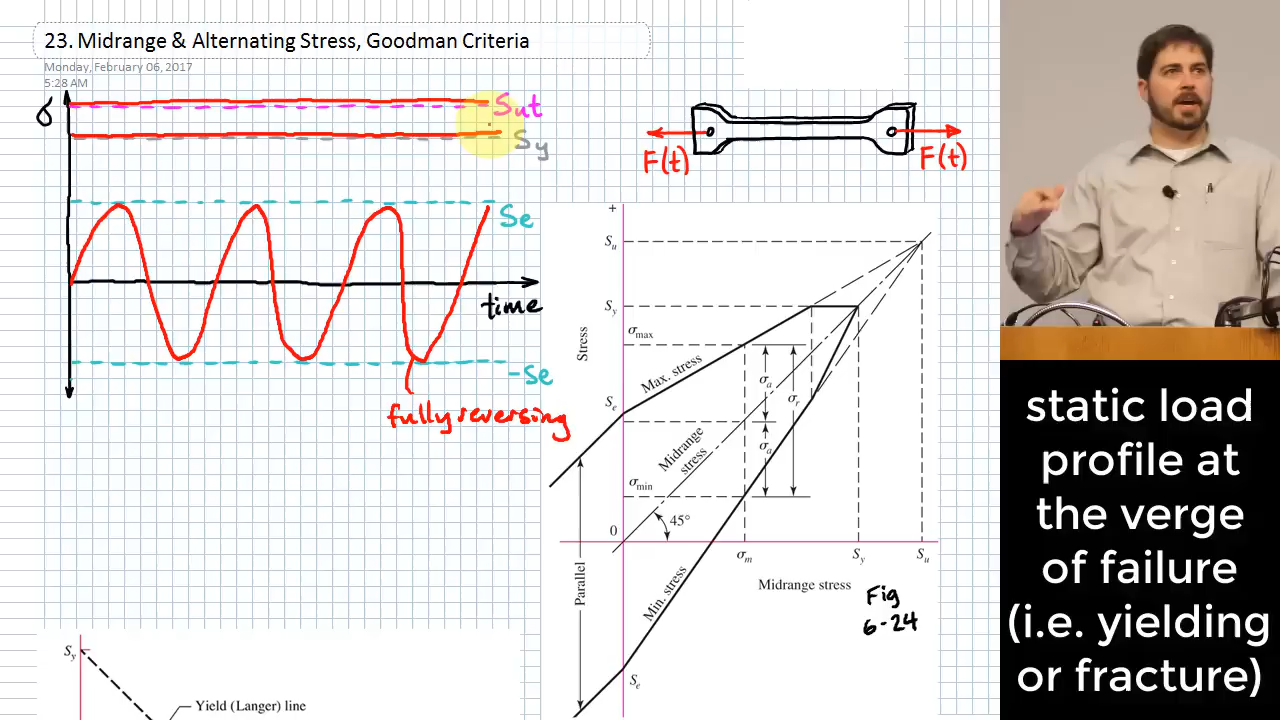 23. Midrange & Alternating Stress, Goodman Criteria
Monday, February 06, 2017
5:28 AM
σ
Sut
Sy
Se
time
-Se
fully reversing
F(t)
F(t)
+
Su
Sy
σmax
Stress
Max. stress
σa
σr
Se
Midrange
stress
σa
σmin
45°
0
σm
Sy
Su
Parallel
Min. stress
Midrange stress
Fig
6-24
Se
Sy
Yield (Langer) line
static load
profile at
the verge
of failure
(i.e. yielding
or fracture)